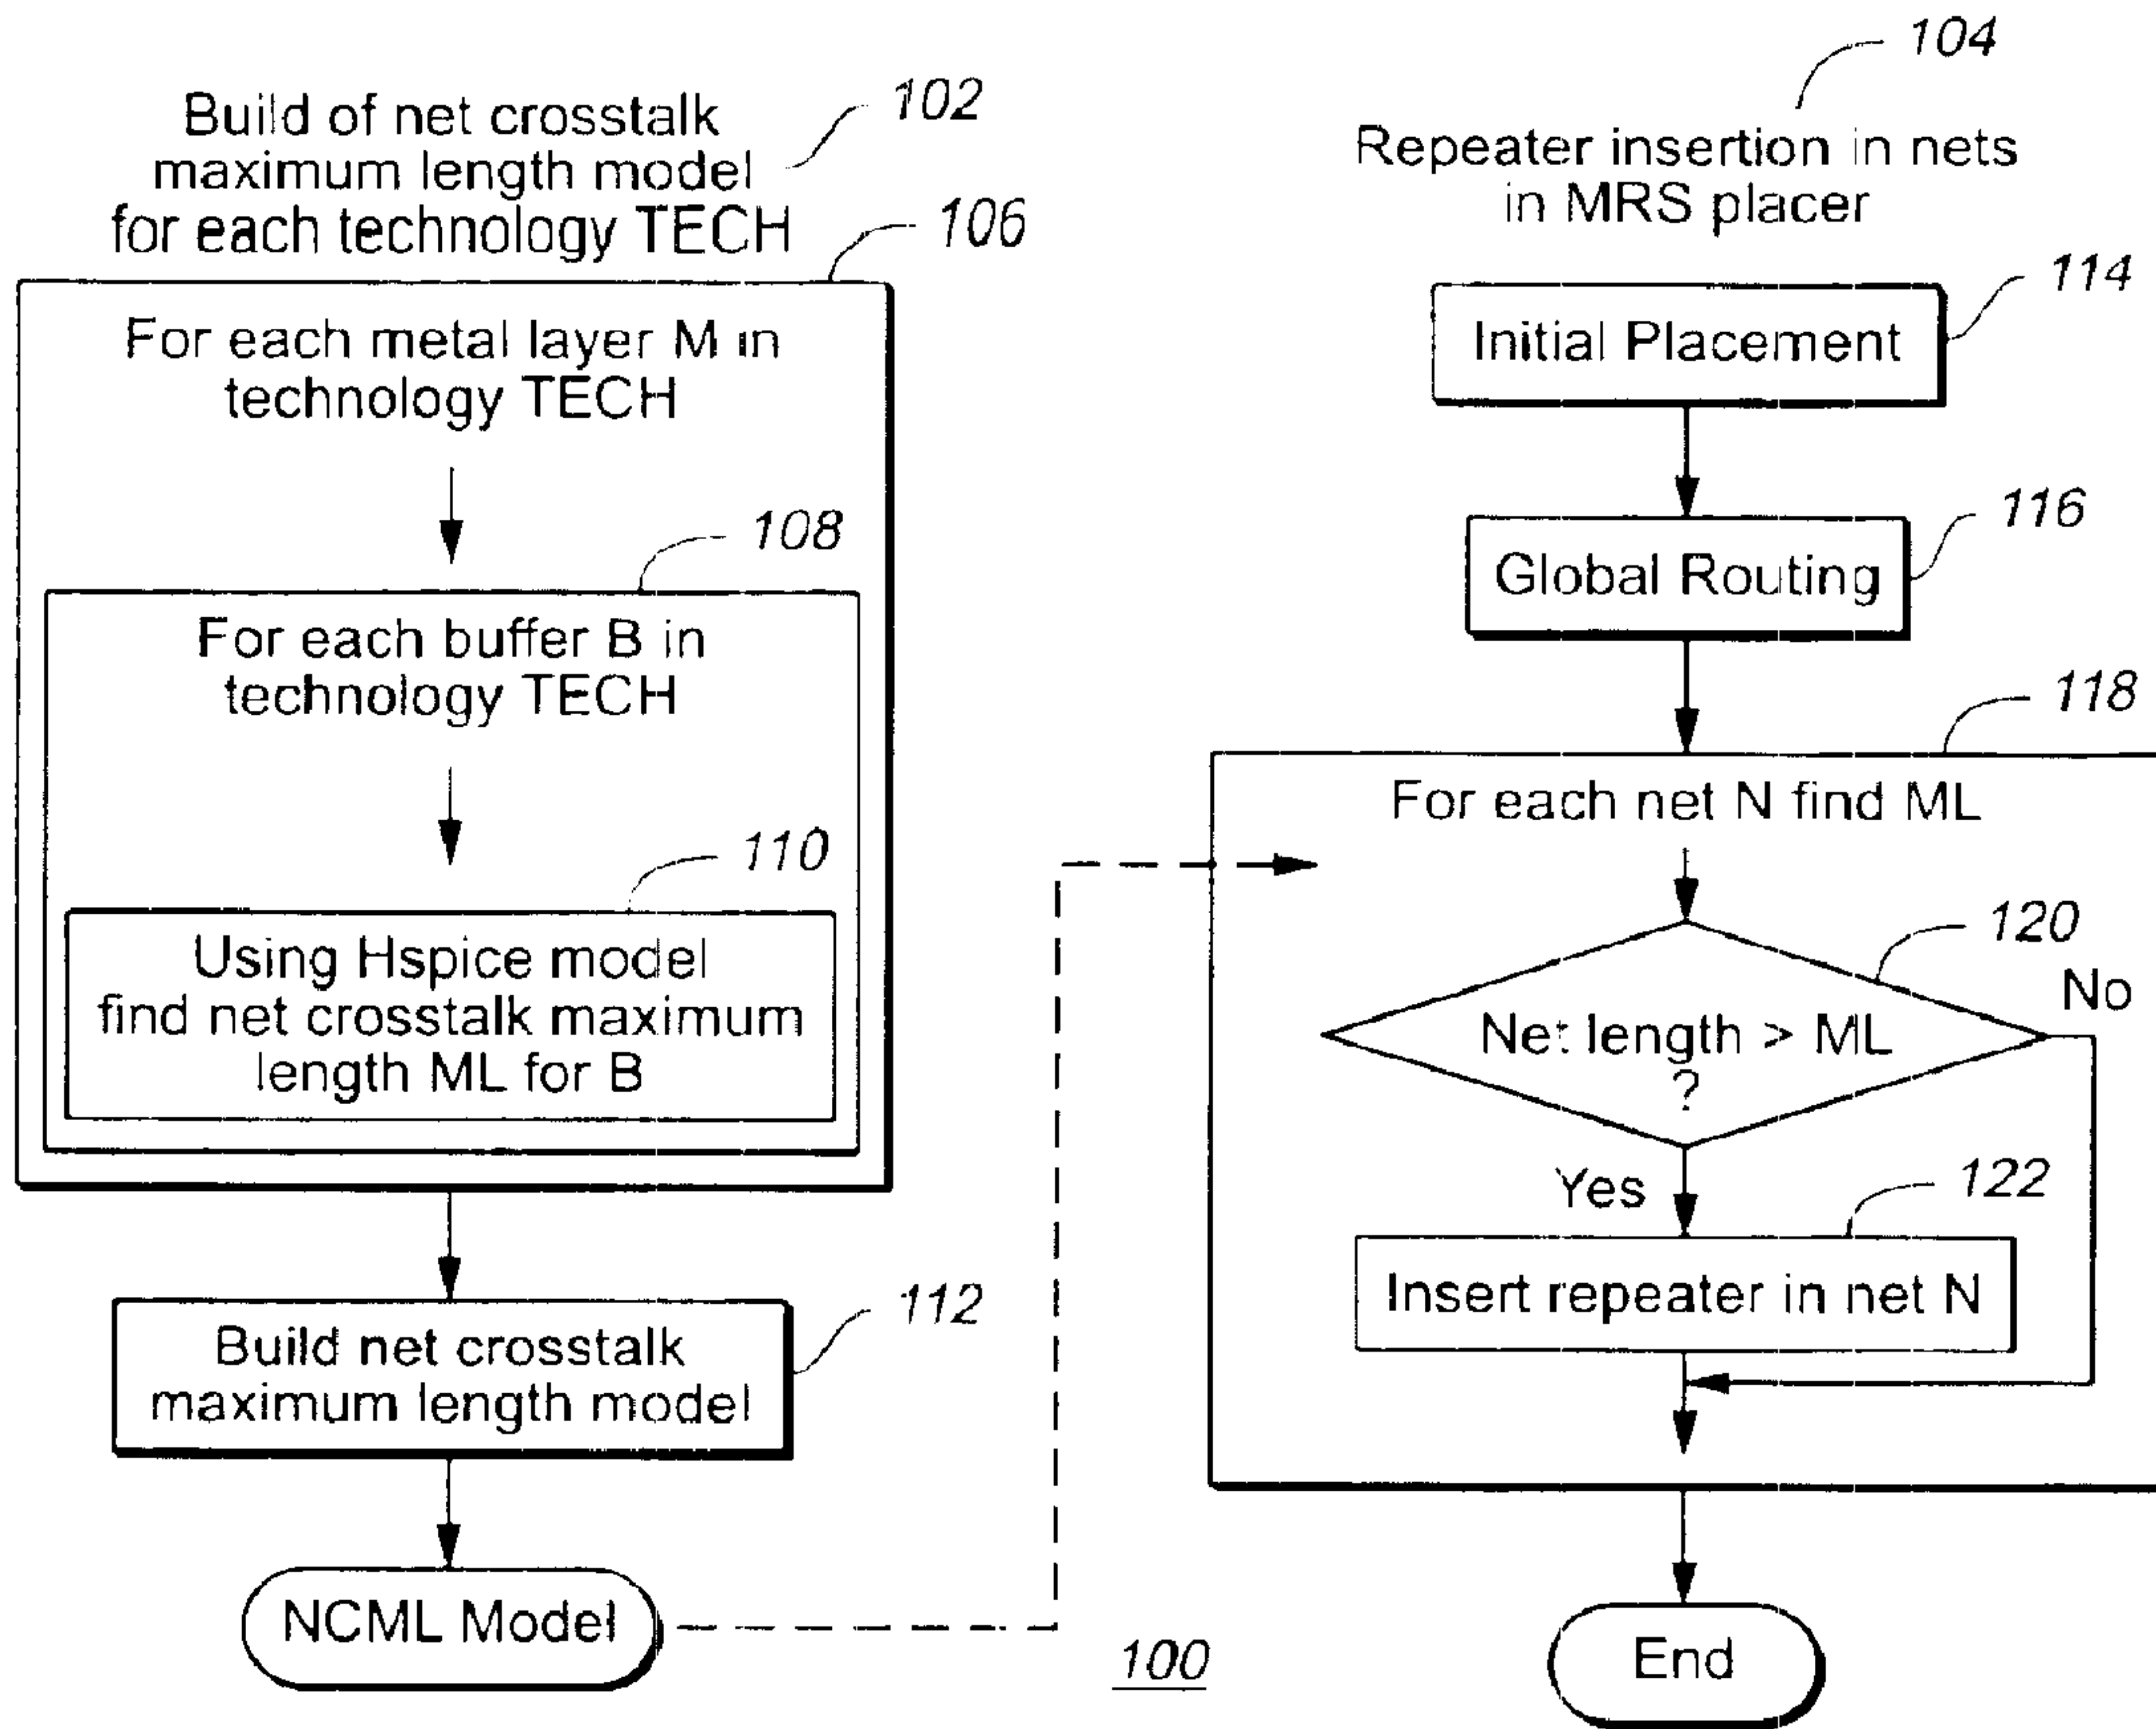 Build of net crosstalk
maximum length model
for each technology TECH
102
106
For each metal layer M in
technology TECH
108
For each buffer B in
technology TECH
110
Using Hspice model
find net crosstalk maximum
length ML for B
112
Build net crosstalk
maximum length model
NCML Model
100
104
Repeater insertion in nets
in MRS placer
114
Initial Placement
116
Global Routing
118
For each net N find ML
120
No
Net length > ML
?
Yes
122
Insert repeater in net N
End